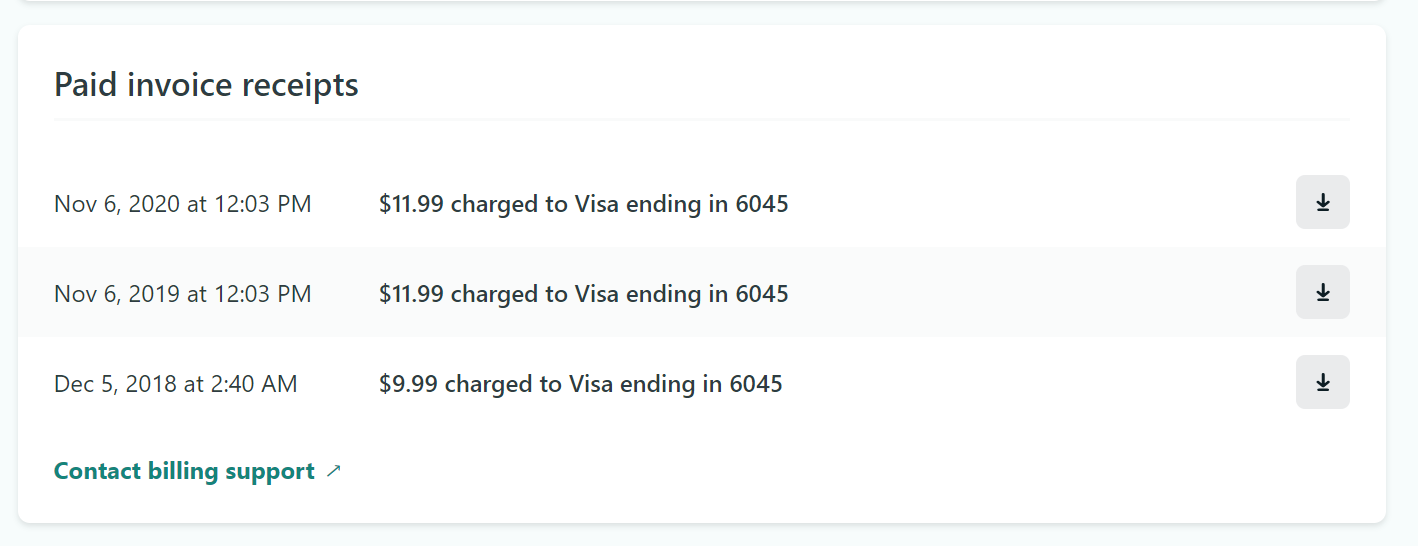 Paid invoice receipts
Nov 6, 2020 at 12:03 PM $11.99 charged to Visa ending in 6045
Nov 6, 2019 at 12:03 PM $11.99 charged to Visa ending in 6045
Dec 5, 2018 at 2:40 AM $9.99 charged to Visa ending in 6045
Contact billing support ↗